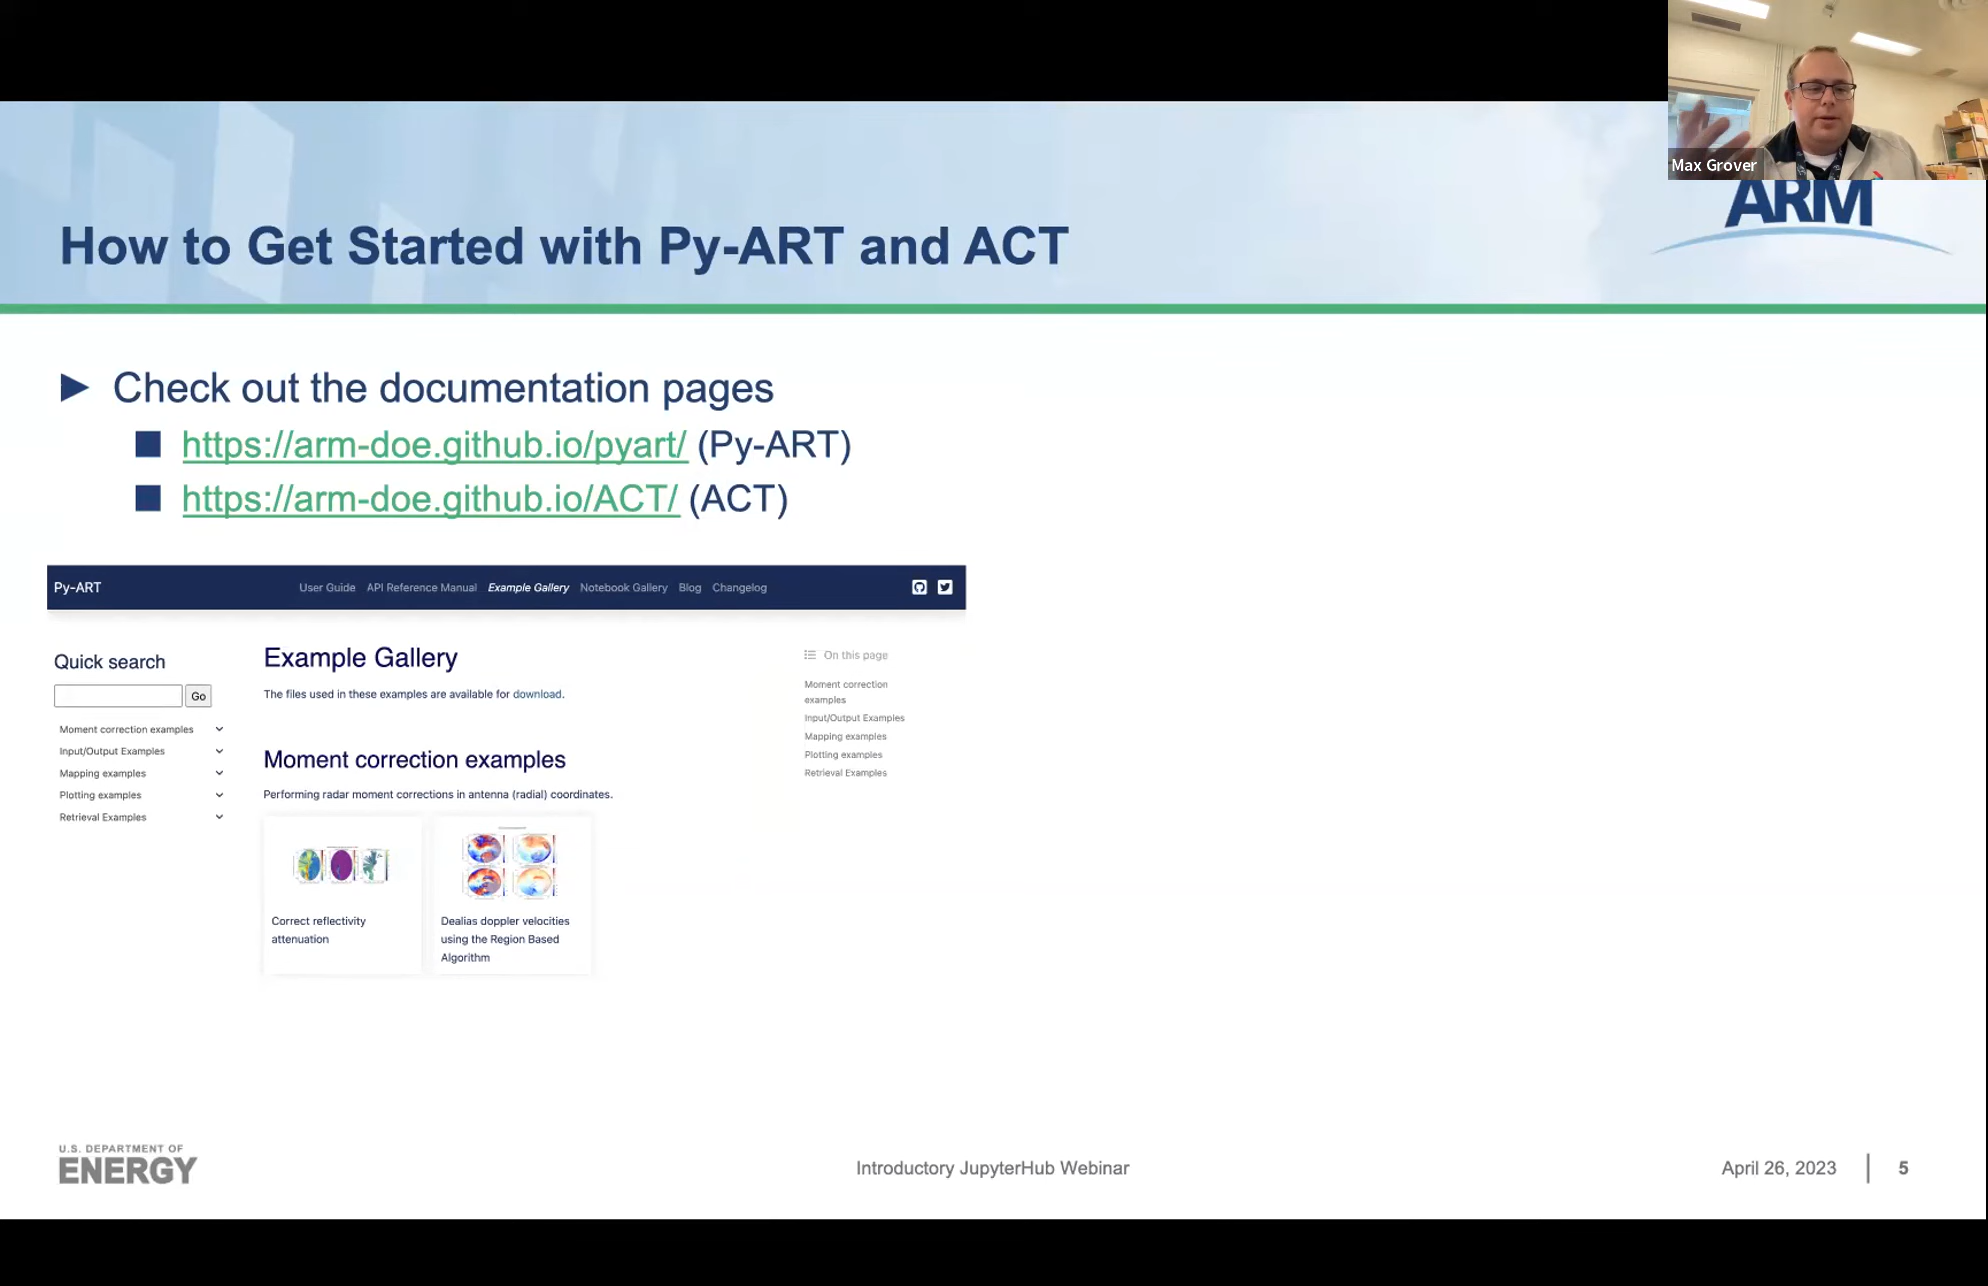 Max Grover
ARM
How to Get Started with Py-ART and ACT
Check out the documentation pages
https://arm-doe.github.io/pyart/ (Py-ART)
https://arm-doe.github.io/ACT/ (ACT)
Py-ART
User Guide API Reference Manual Example Gallery Notebook Gallery Blog Changelog
Quick search
Go
Moment correction examples
Input/Output Examples
Mapping examples
Plotting examples
Retrieval Examples
Example Gallery
The files used in these examples are available for download.
Moment correction examples
Performing radar moment corrections in antenna (radial) coordinates.
Correct reflectivity
attenuation
Dealias doppler velocities
using the Region Based
Algorithm
On this page
Moment correction
examples
Input/Output Examples
Mapping examples
Plotting examples
Retrieval Examples
U.S. DEPARTMENT OF
ENERGY
Introductory JupyterHub Webinar
April 26, 2023
5